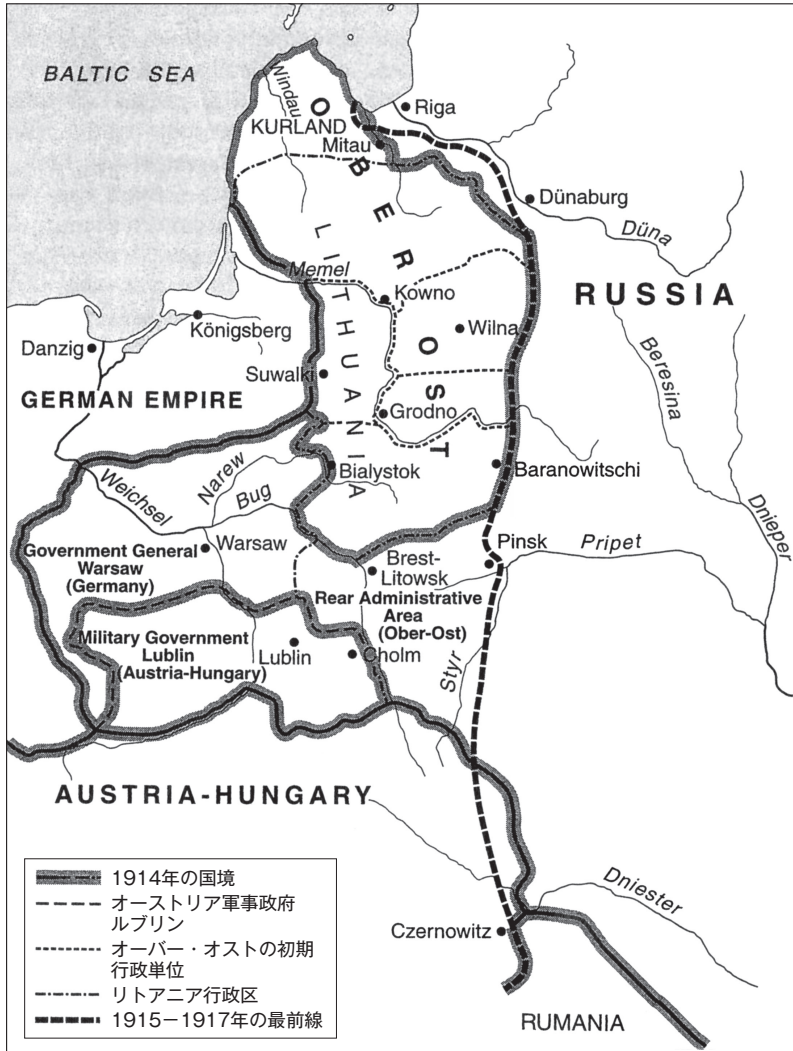 BALTIC SEA
Windau
Riga
KURLAND
Mitau
OBER OST
Dünaburg
Düna
LITHUANIA
Memel
Kowno
RUSSIA
Königsberg
Wilna
Danzig
Beresina
Suwalki
GERMAN EMPIRE
Grodno
Narew
Bialystok
Baranowitschi
Weichsel
Bug
Dnieper
Pinsk
Pripet
Government General
Warsaw
(Germany)
Warsaw
Brest-
Litowsk
Rear Administrative
Area
(Ober-Ost)
Military Government
Lublin
(Austria-Hungary)
Lublin
Cholm
Styr
AUSTRIA-HUNGARY
Dniester
Czernowitz
RUMANIA
1914年の国境
オーストリア軍事政府
ルブリン
オーバー・オストの初期
行政単位
リトアニア行政区
1915−1917年の最前線